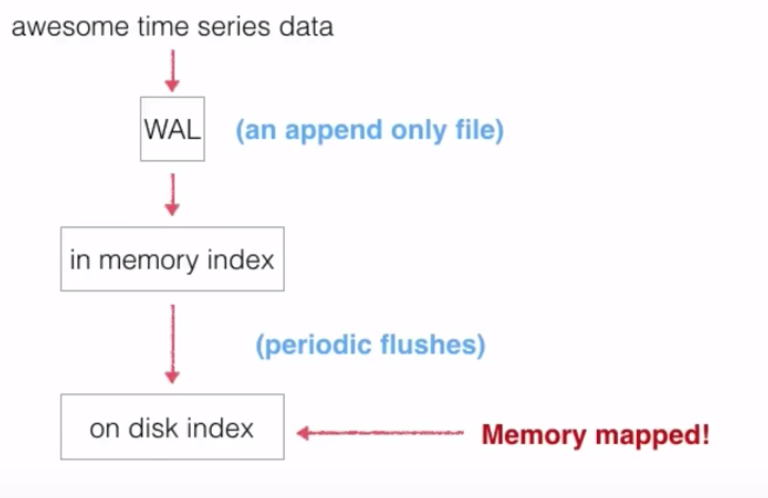 awesome time series data
WAL (an append only file)
in memory index
(periodic flushes)
on disk index Memory mapped!